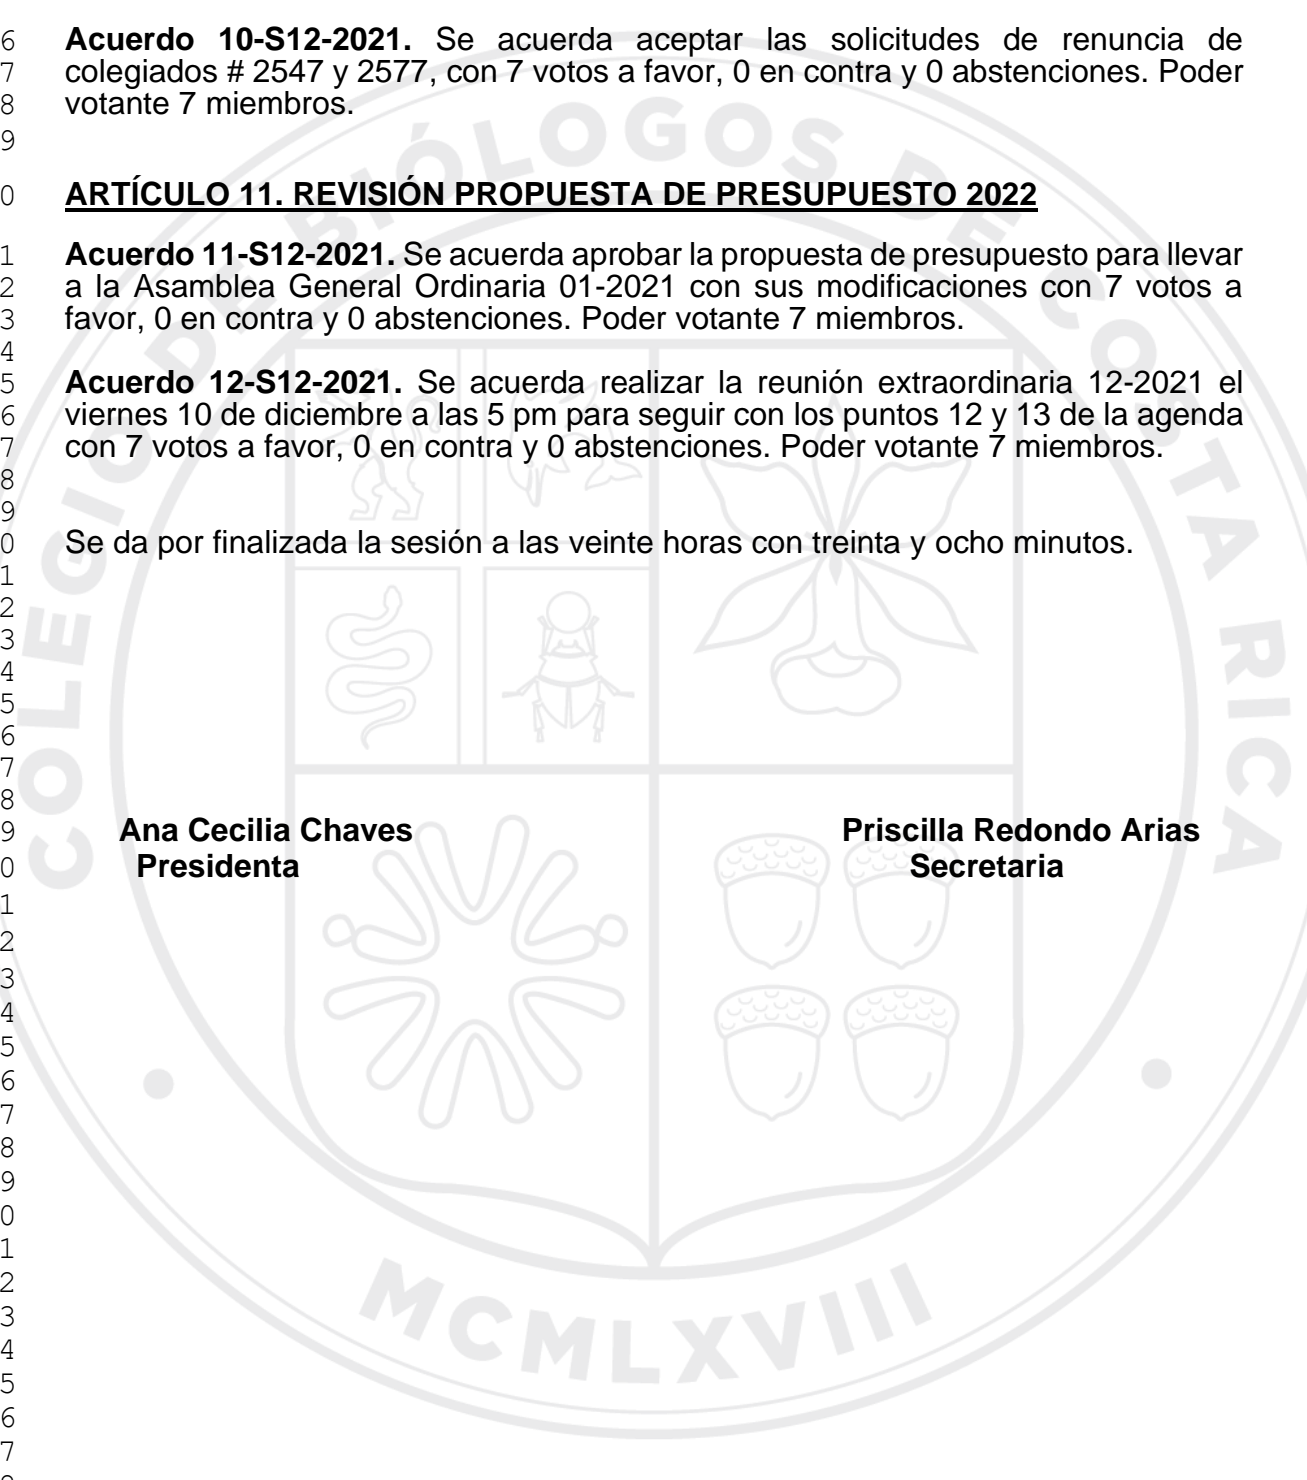 6 Acuerdo 10-S12-2021. Se acuerda aceptar las solicitudes de renuncia de
7 colegiados # 2547 y 2577, con 7 votos a favor, 0 en contra y 0 abstenciones. Poder
8 votante 7 miembros.
9
0 ARTÍCULO 11. REVISIÓN PROPUESTA DE PRESUPUESTO 2022
1 Acuerdo 11-S12-2021. Se acuerda aprobar la propuesta de presupuesto para llevar
2 a la Asamblea General Ordinaria 01-2021 con sus modificaciones con 7 votos a
3 favor, 0 en contra y 0 abstenciones. Poder votante 7 miembros.
4
5 Acuerdo 12-S12-2021. Se acuerda realizar la reunión extraordinaria 12-2021 el
6 viernes 10 de diciembre a las 5 pm para seguir con los puntos 12 y 13 de la agenda
7 con 7 votos a favor, 0 en contra y 0 abstenciones. Poder votante 7 miembros.
8
9
0 Se da por finalizada la sesión a las veinte horas con treinta y ocho minutos.
1
2
3
4
5
6
7
8
9 Ana Cecilia Chaves Priscilla Redondo Arias
0 Presidenta Secretaria
1
2
3
4
5
6
7
8
9
0
1
2
3
4
5
6
7
COLEGIO DE BIÓLOGOS DE COSTA RICA
MCMLXVIII